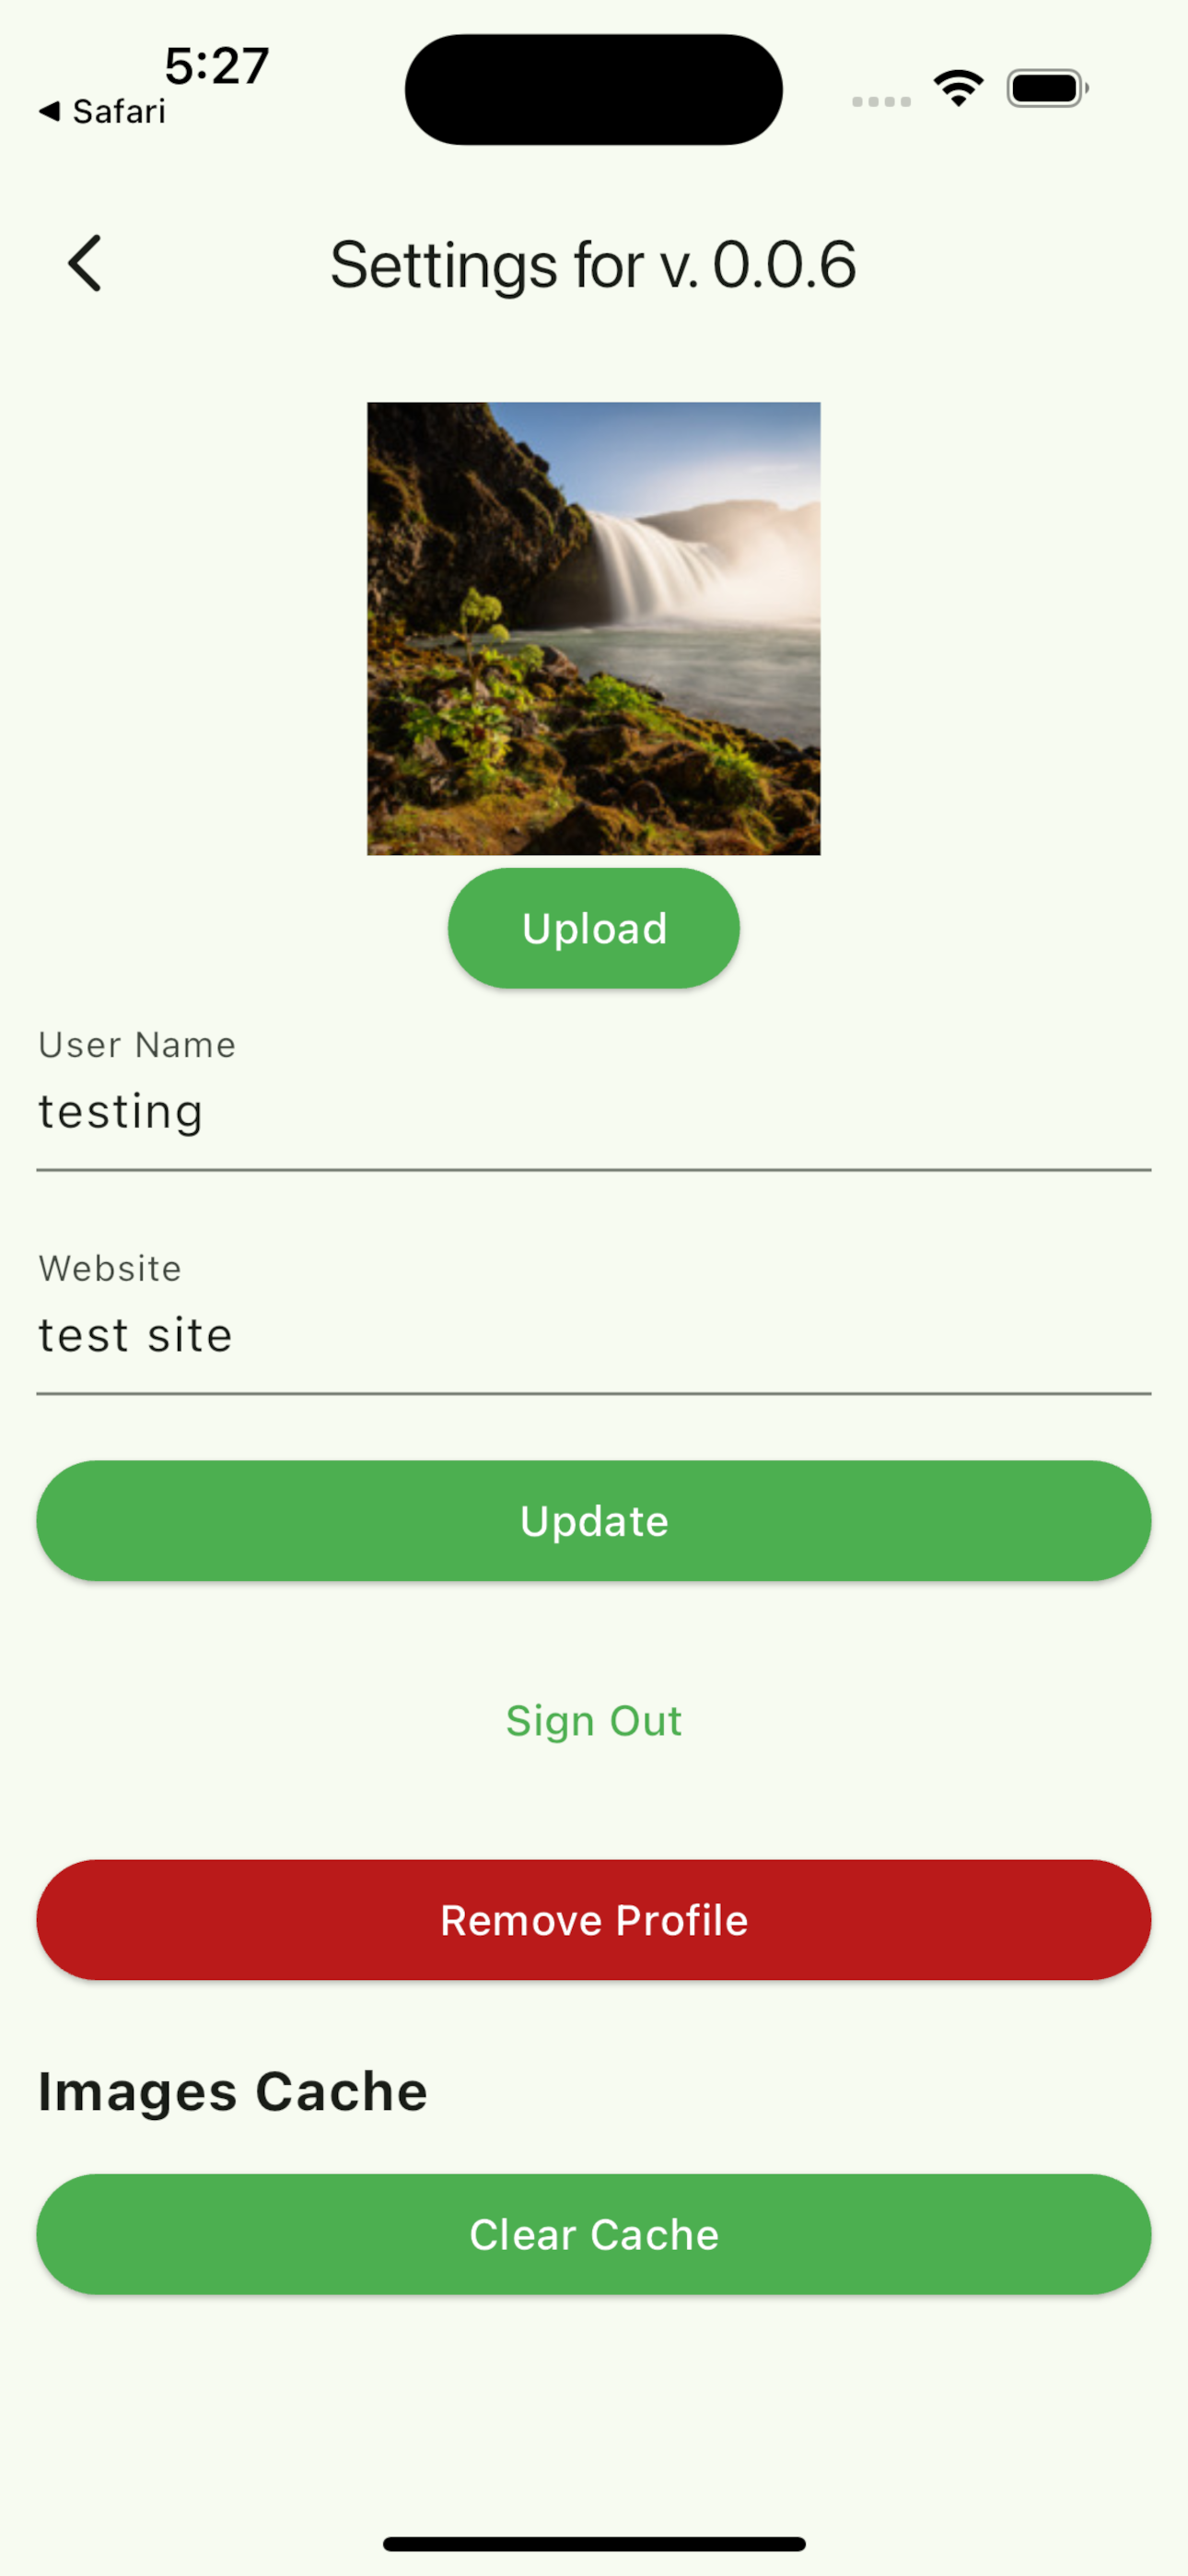 5:27
Safari
Settings for v. 0.0.6
Upload
User Name
testing
Website
test site
Update
Sign Out
Remove Profile
Images Cache
Clear Cache